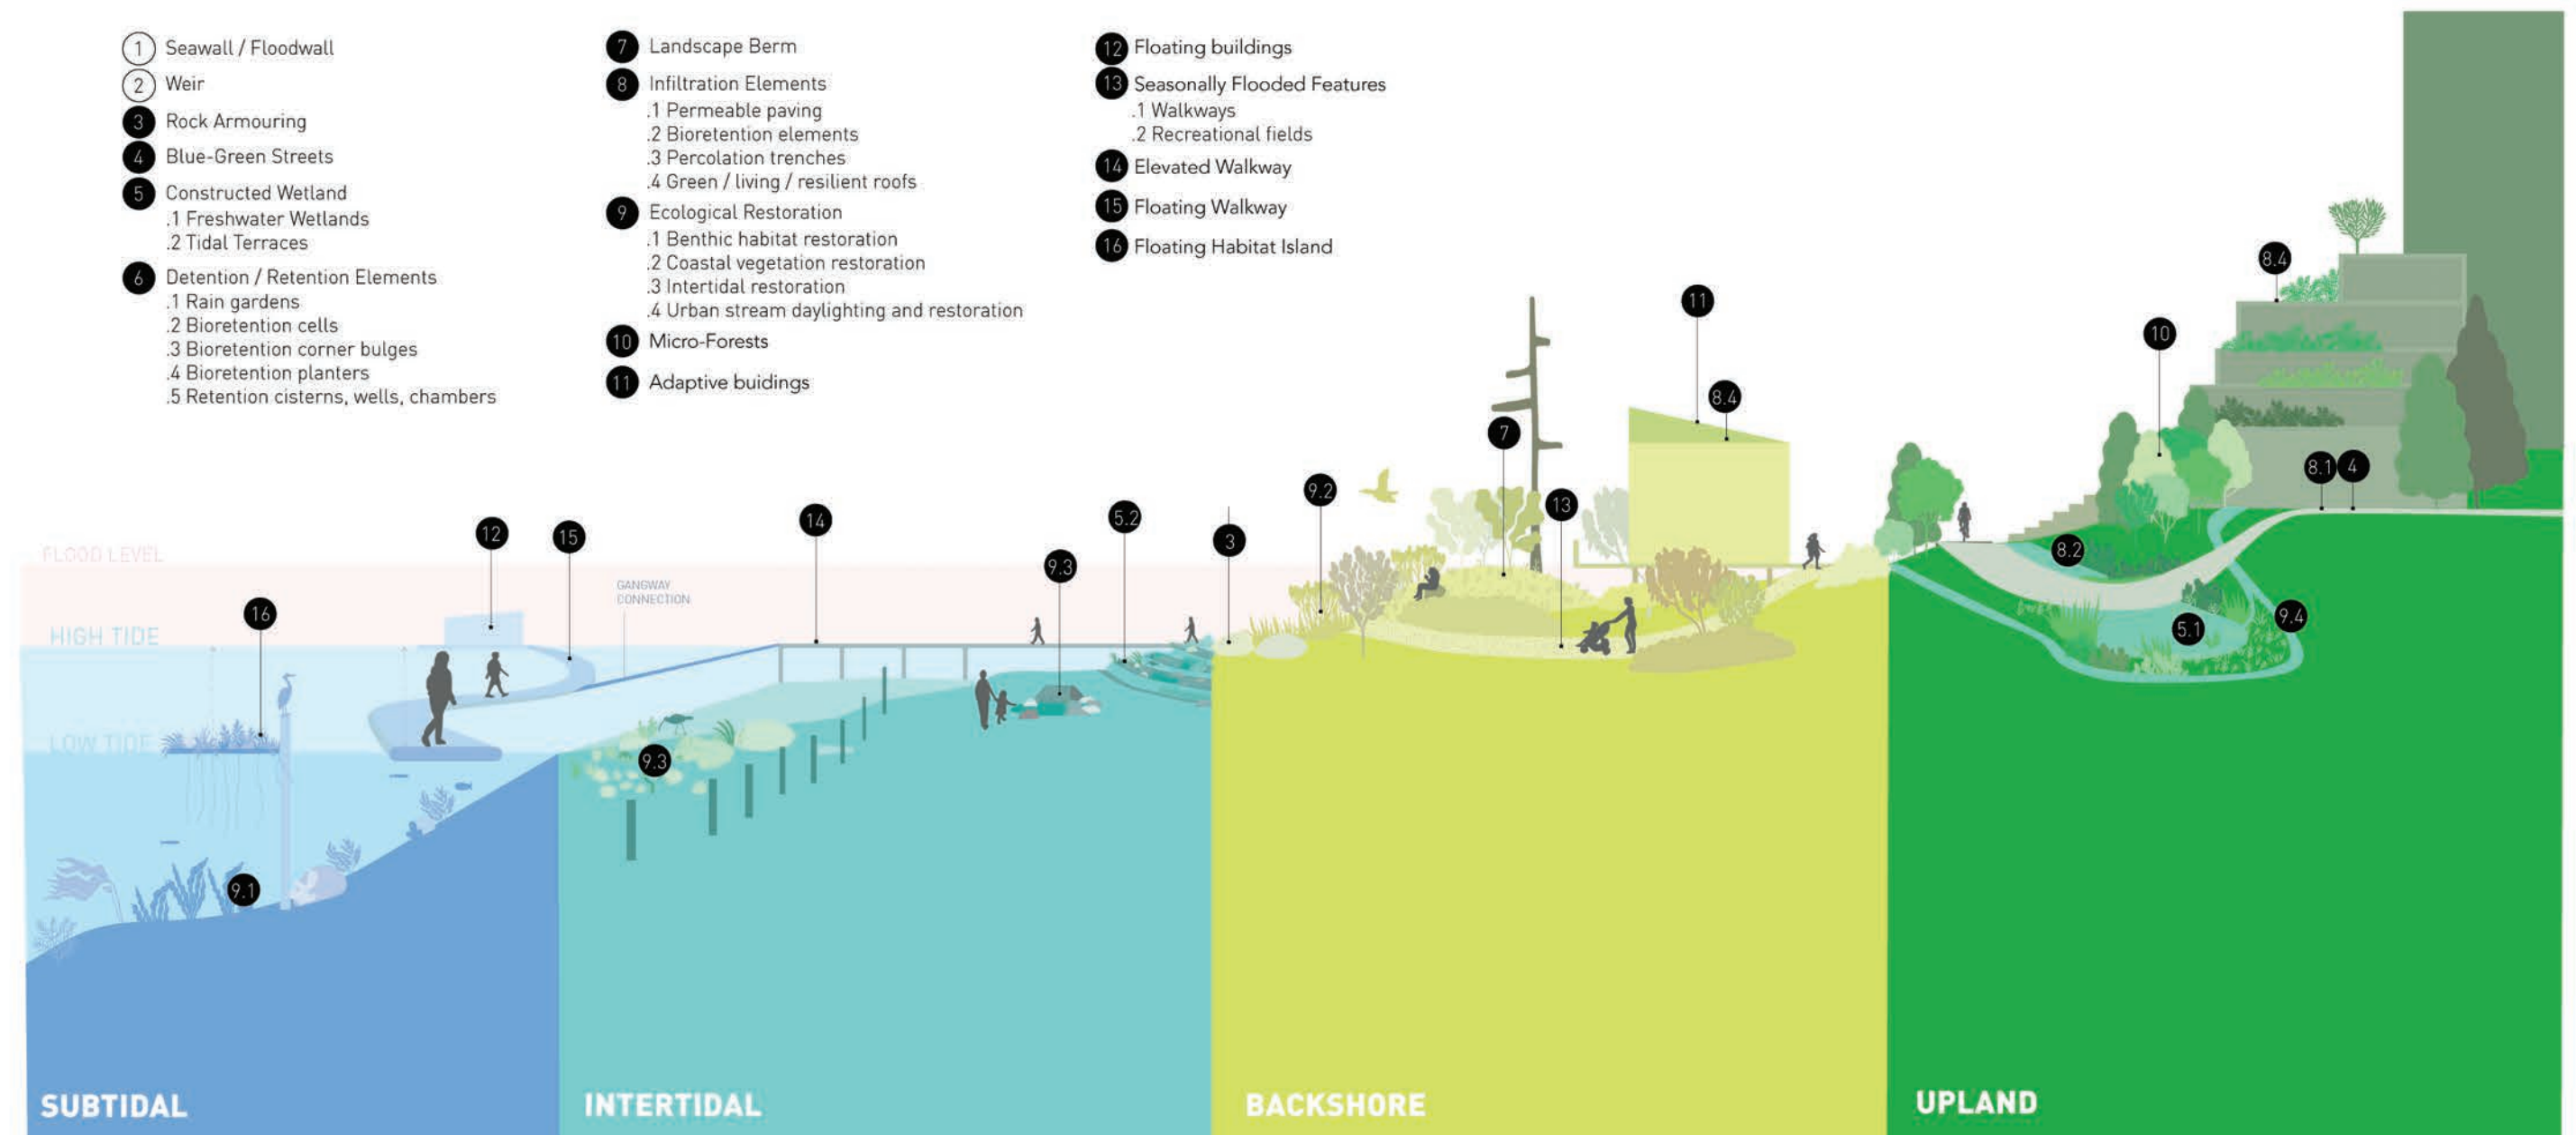 1 Seawall / Floodwall
2 Weir
3 Rock Armouring
4 Blue-Green Streets
5 Constructed Wetland
.1 Freshwater Wetlands
.2 Tidal Terraces
6 Detention / Retention Elements
.1 Rain gardens
.2 Bioretention cells
.3 Bioretention corner bulges
.4 Bioretention planters
.5 Retention cisterns, wells, chambers
7 Landscape Berm
8 Infiltration Elements
.1 Permeable paving
.2 Bioretention elements
.3 Percolation trenches
.4 Green / living / resilient roofs
9 Ecological Restoration
.1 Benthic habitat restoration
.2 Coastal vegetation restoration
.3 Intertidal restoration
.4 Urban stream daylighting and restoration
10 Micro-Forests
11 Adaptive buidings
12 Floating buildings
13 Seasonally Flooded Features
.1 Walkways
.2 Recreational fields
14 Elevated Walkway
15 Floating Walkway
16 Floating Habitat Island
FLOOD LEVEL
HIGH TIDE
LOW TIDE
16
9.1
12
15
GANGWAY
CONNECTION
14
9.3
9.3
5.2
3
9.2
7
13
11
8.4
10
8.4
8.1
4
8.2
5.1
9.4
SUBTIDAL
INTERTIDAL
BACKSHORE
UPLAND